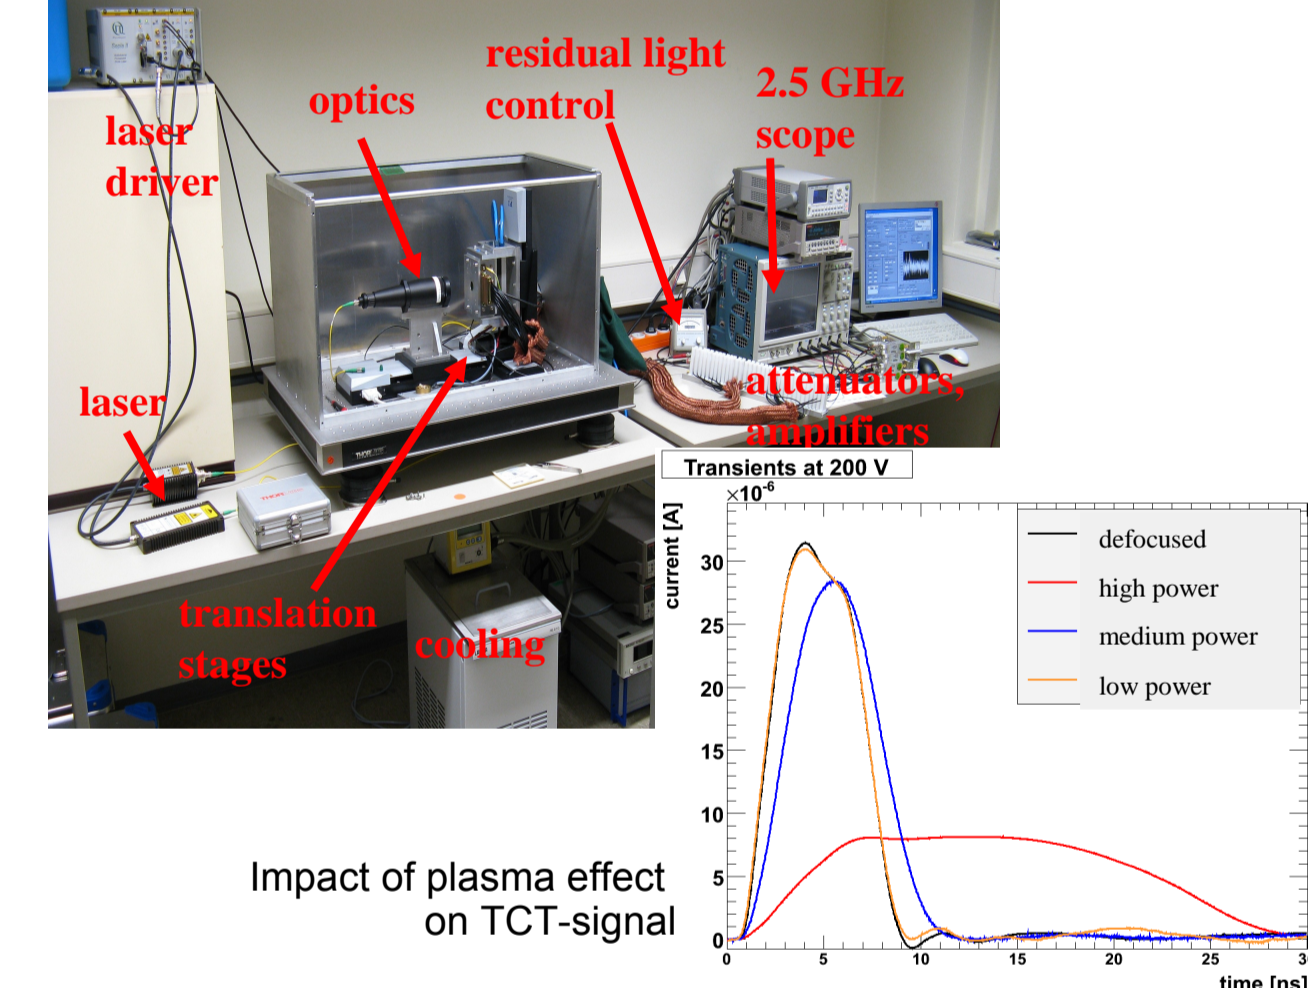 laser
driver
optics
residual light
control
2.5 GHz
scope
laser
attenuators,
amplifiers
translation
stages
cooling
THORLABS
Transients at 200 V
×10-6
current [A]
30
25
20
15
10
5
0
defocused
high power
medium power
low power
0 5 10 15 20 25 3
time [ns]
Impact of plasma effect
on TCT-signal